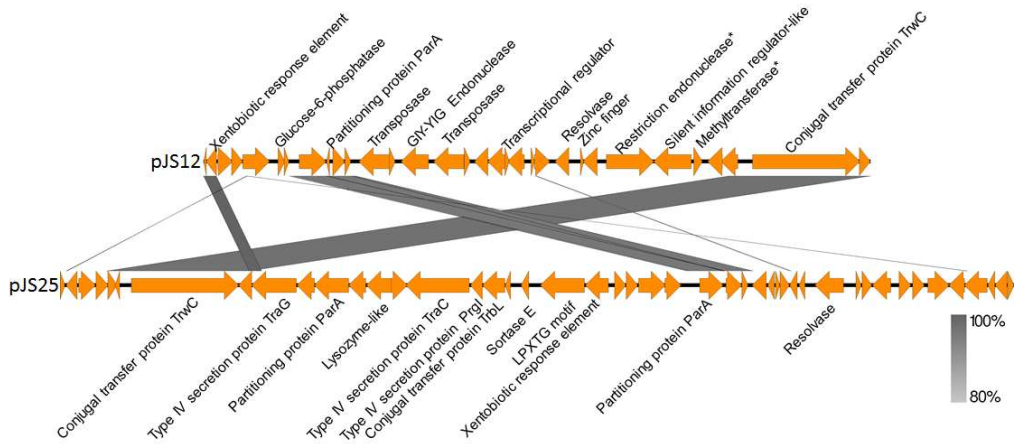 Xentobiotic response element
Glucose-6-phosphatase
Partitioning protein ParA
Transposase
GIY-YIG Endonuclease
Transposase
Transcriptional regulator
Resolvase
Zinc finger
Restriction endonuclease*
Silent information regulator-like
Methyltransferase*
Conjugal transfer protein TrwC
pJS12
pJS25
Conjugal transfer protein TrwC
Type IV secretion protein TraG
Partitioning protein ParA
Lysozyme-like
Type IV secretion protein TraC
Type IV secretion protein PrgI
Conjugal transfer protein TrbL
Sortase E
LPXTG motif
Xentobiotic response element
Partitioning protein ParA
Resolvase
100%
80%